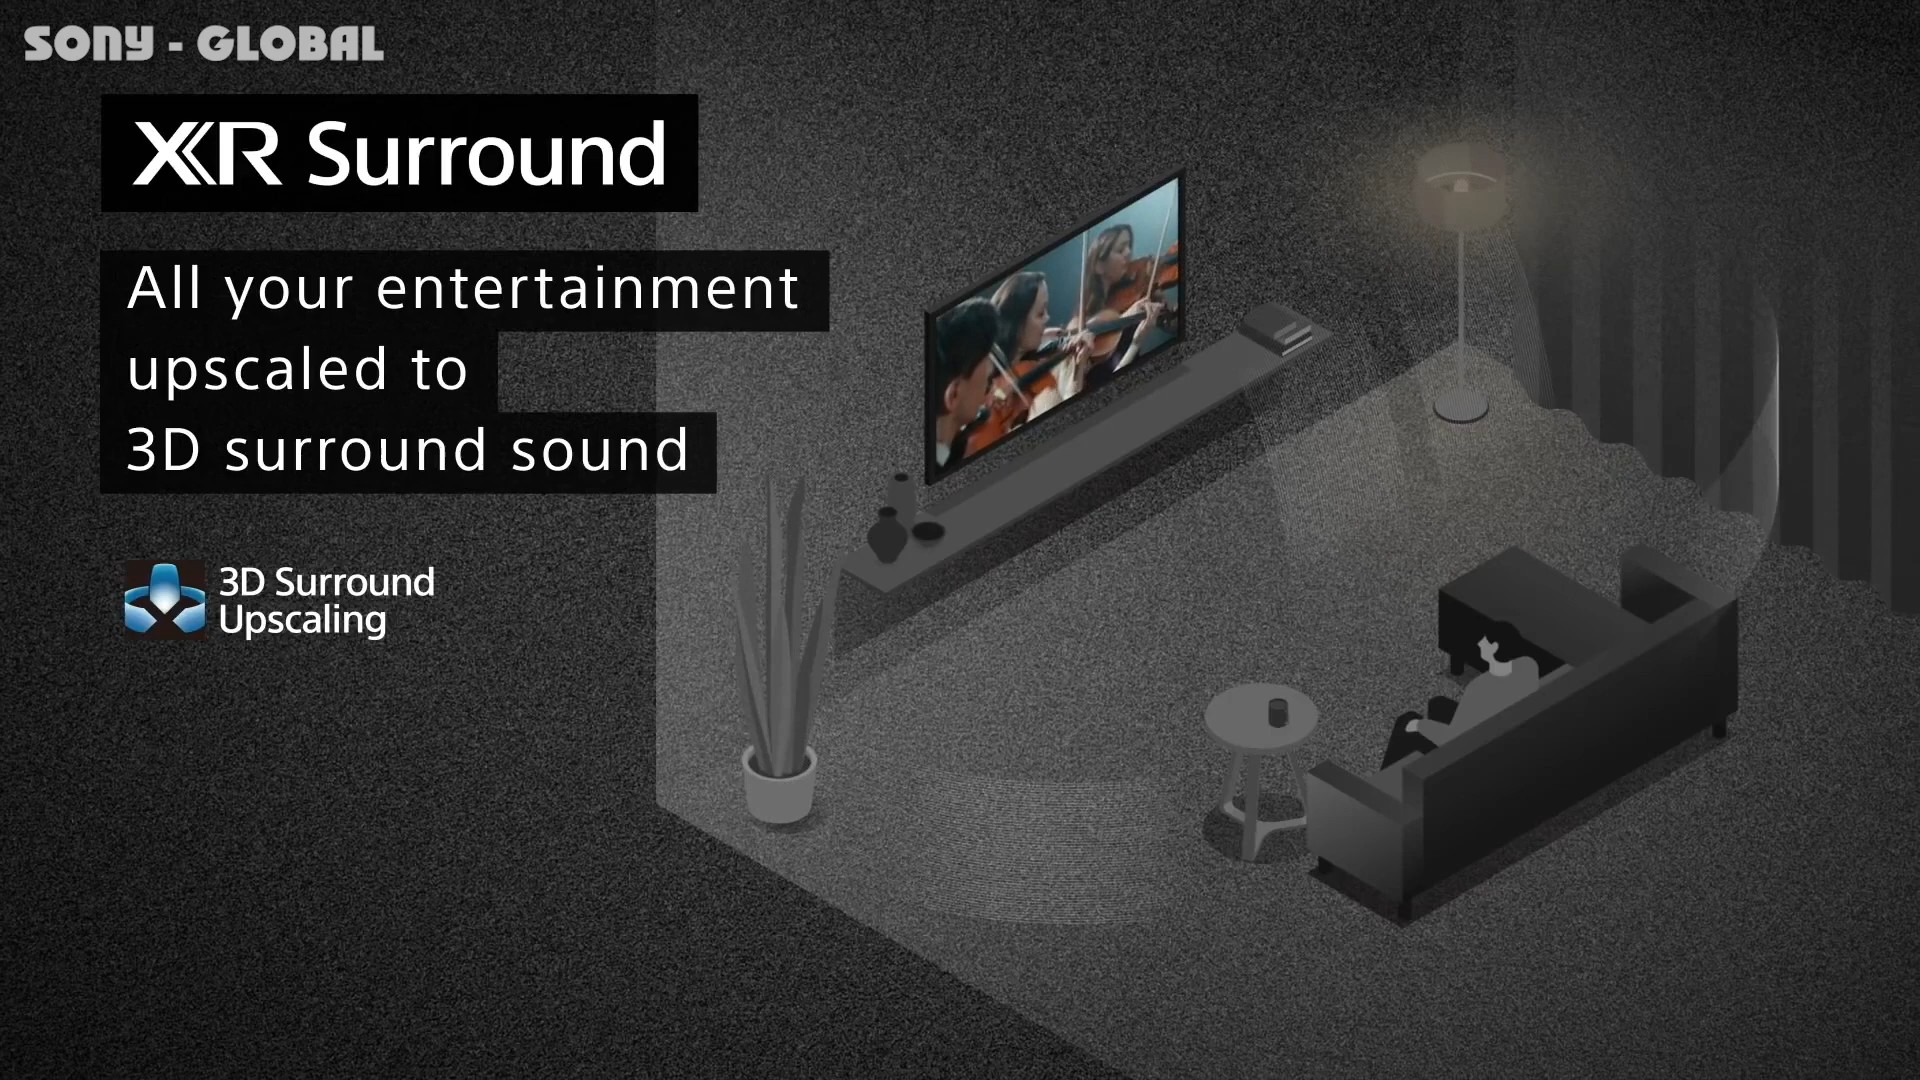 SONY - GLOBAL
XR Surround
All your entertainment
upscaled to
3D surround sound
3D Surround
Upscaling